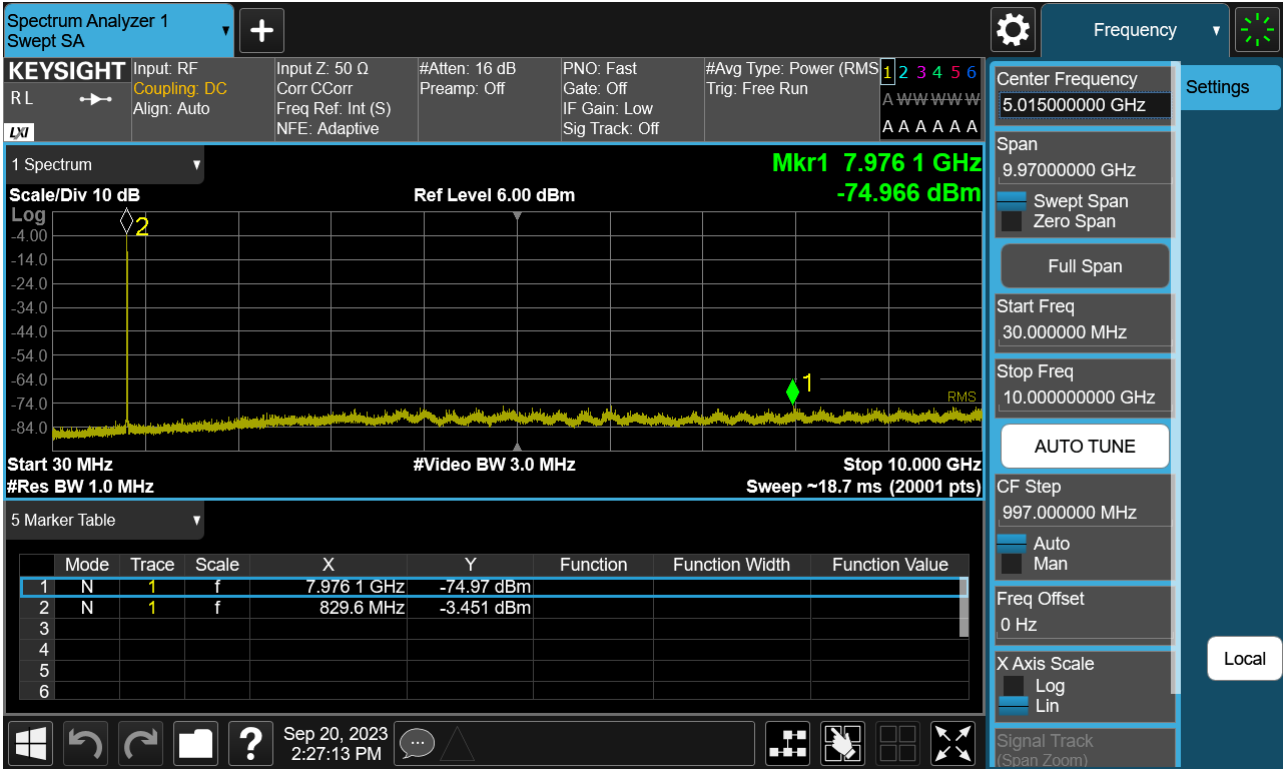 Spectrum Analyzer 1
Swept SA
Frequency
KEYSIGHT
R L
LXI
Input: RF
Coupling: DC
Align: Auto
Input Z: 50 Ω
Corr CCorr
Freq Ref: Int (S)
NFE: Adaptive
#Atten: 16 dB
Preamp: Off
PNO: Fast
Gate: Off
IF Gain: Low
Sig Track: Off
#Avg Type: Power (RMS
Trig: Free Run
1 2 3 4 5 6
A W W W W W
A A A A A A
1 Spectrum
Mkr1 7.976 1 GHz
-74.966 dBm
Scale/Div 10 dB
Ref Level 6.00 dBm
Log
-4.00
-14.0
-24.0
-34.0
-44.0
-54.0
-64.0
-74.0
-84.0
2
1
RMS
Start 30 MHz
#Video BW 3.0 MHz
Stop 10.000 GHz
#Res BW 1.0 MHz
Sweep ~18.7 ms (20001 pts)
5 Marker Table
Mode Trace Scale X Y Function Function Width Function Value
1 N 1 f 7.976 1 GHz -74.97 dBm
2 N 1 f 829.6 MHz -3.451 dBm
3
4
5
6
Sep 20, 2023
2:27:13 PM
Center Frequency
5.015000000 GHz
Span
9.97000000 GHz
Swept Span
Zero Span
Full Span
Start Freq
30.000000 MHz
Stop Freq
10.000000000 GHz
AUTO TUNE
CF Step
997.000000 MHz
Auto
Man
Freq Offset
0 Hz
X Axis Scale
Log
Lin
Signal Track
(Span Zoom)
Settings
Local